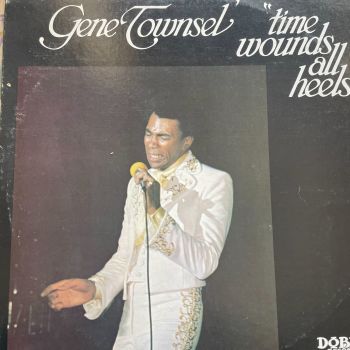 Gene Townsel
"time
wounds
all
heels
DOB